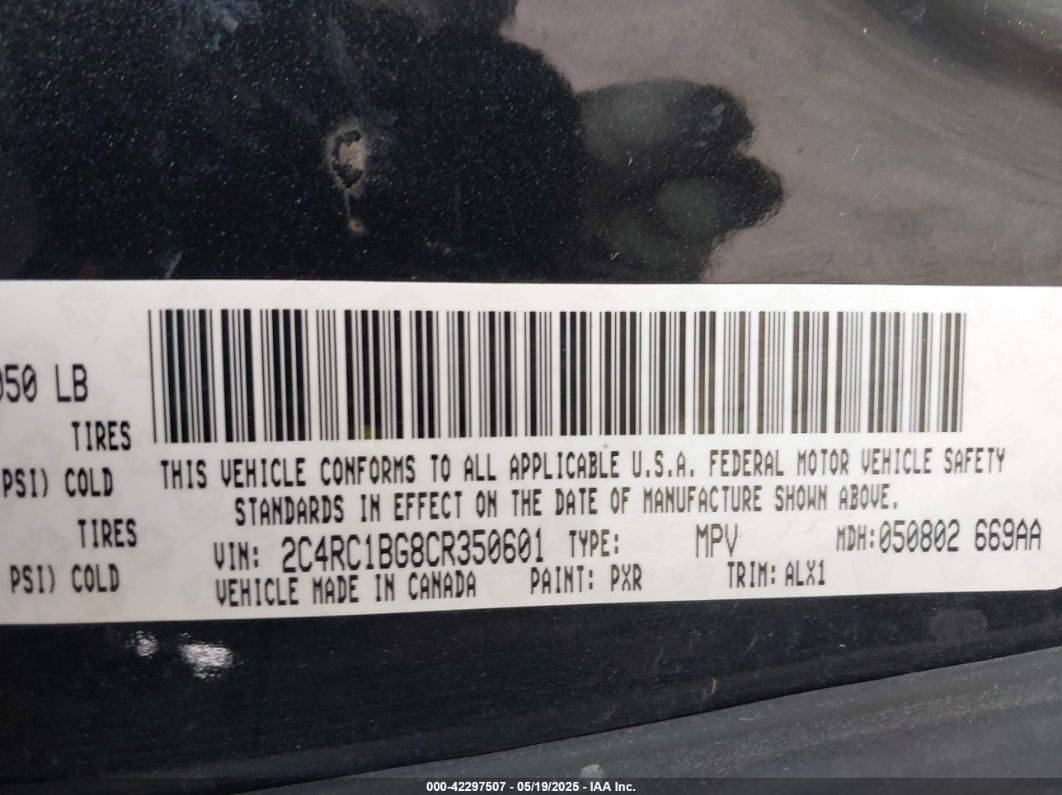 50 LB
TIRES
PSI) COLD
TIRES
PSI) COLD
THIS VEHICLE CONFORMS TO ALL APPLICABLE U.S.A. FEDERAL MOTOR VEHICLE SAFETY
STANDARDS IN EFFECT ON THE DATE OF MANUFACTURE SHOWN ABOVE.
VIN: 2C4RC1BG8CR350601 TYPE: MPV MDH:050802 669AA
VEHICLE MADE IN CANADA PAINT: PXR TRIM: ALX1
000-42297507 - 05/19/2025 - IAA Inc.